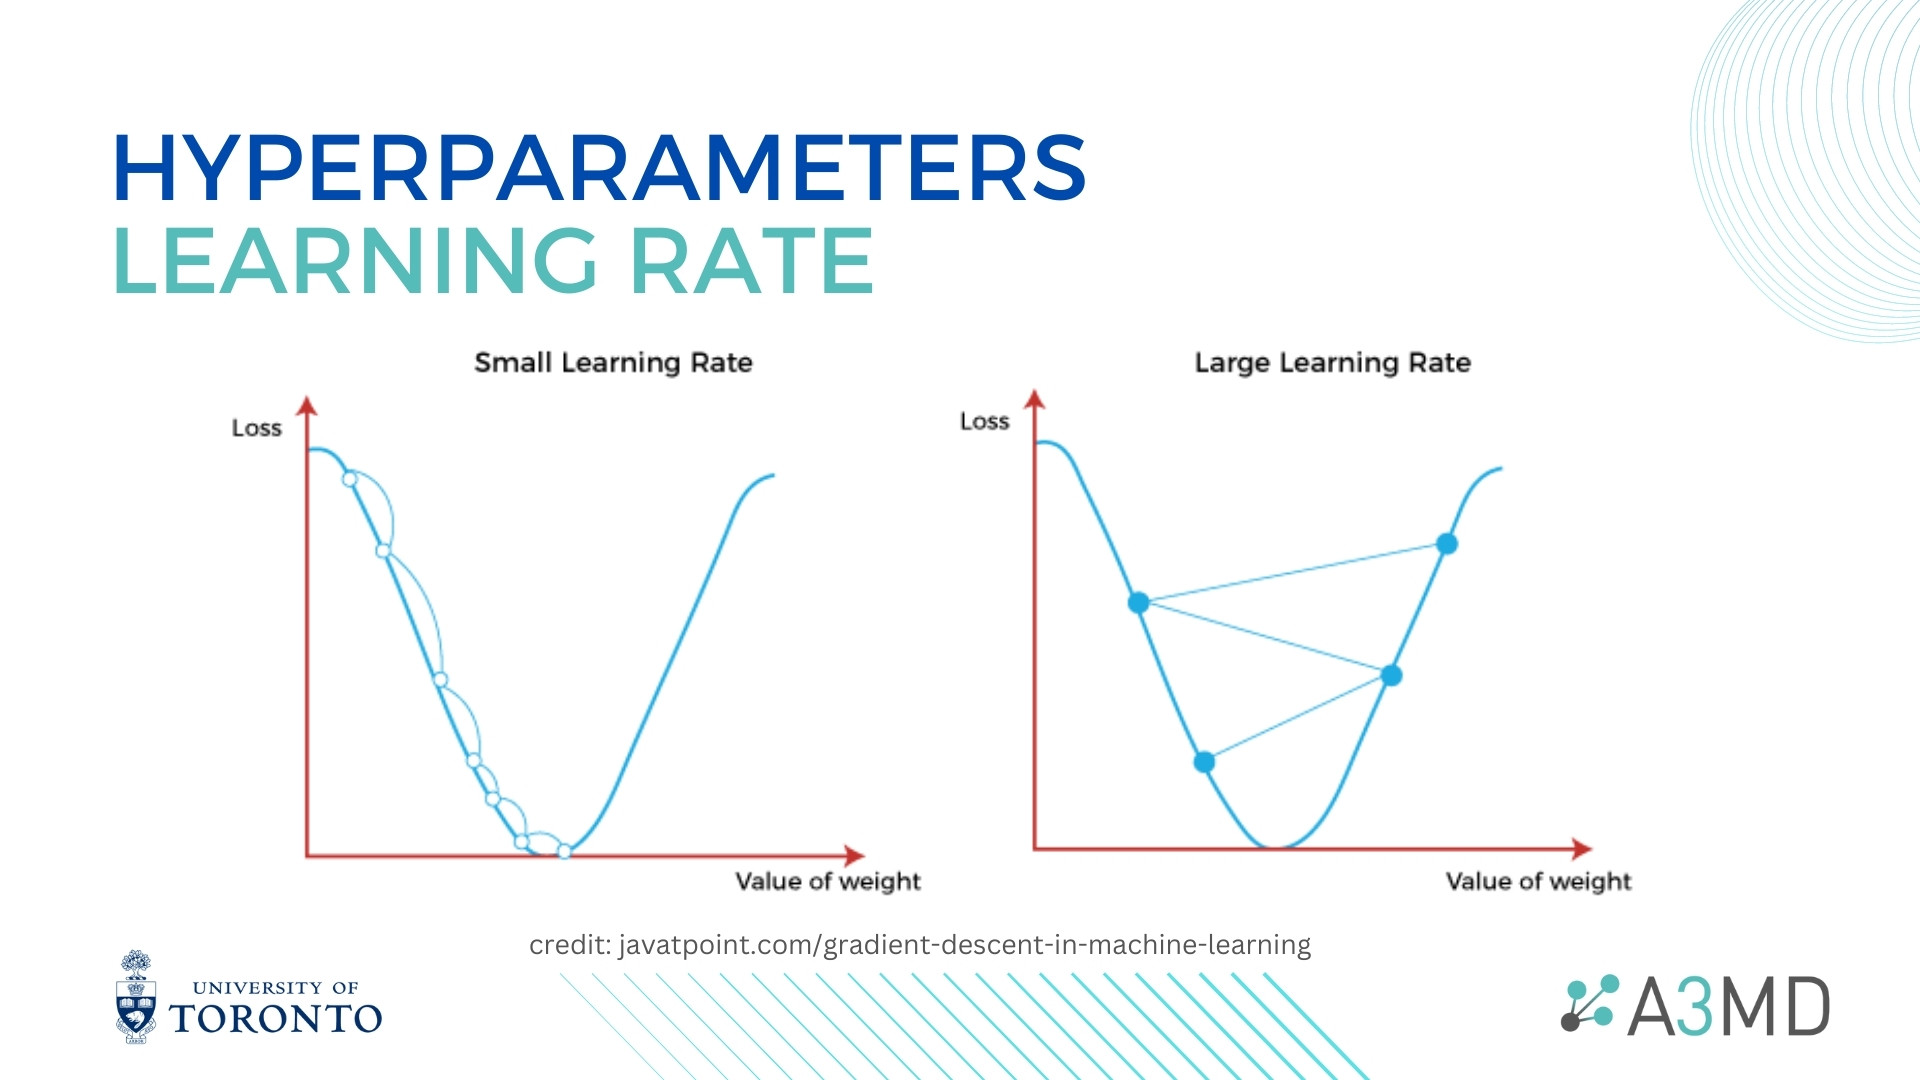 HYPERPARAMETERS
LEARNING RATE
Small Learning Rate
Loss
Value of weight
Large Learning Rate
Loss
Value of weight
credit: javatpoint.com/gradient-descent-in-machine-learning
UNIVERSITY OF
TORONTO
A3MD